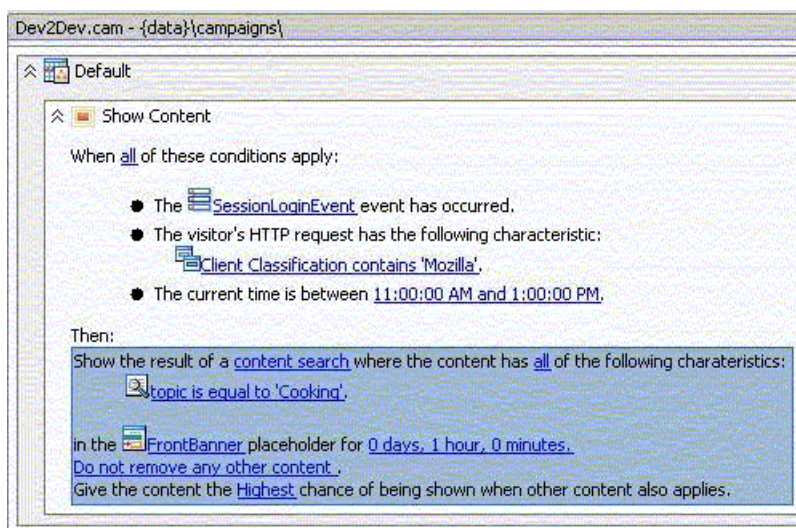 Dev2Dev.cam - {data}\campaigns\
Default
Show Content
When all of these conditions apply:
The SessionLoginEvent event has occurred.
The visitor's HTTP request has the following characteristic:
Client Classification contains 'Mozilla'.
The current time is between 11:00:00 AM and 1:00:00 PM.
Then:
Show the result of a content search where the content has all of the following charateristics:
topic is equal to 'Cooking'.
in the FrontBanner placeholder for 0 days, 1 hour, 0 minutes.
Do not remove any other content .
Give the content the Highest chance of being shown when other content also applies.